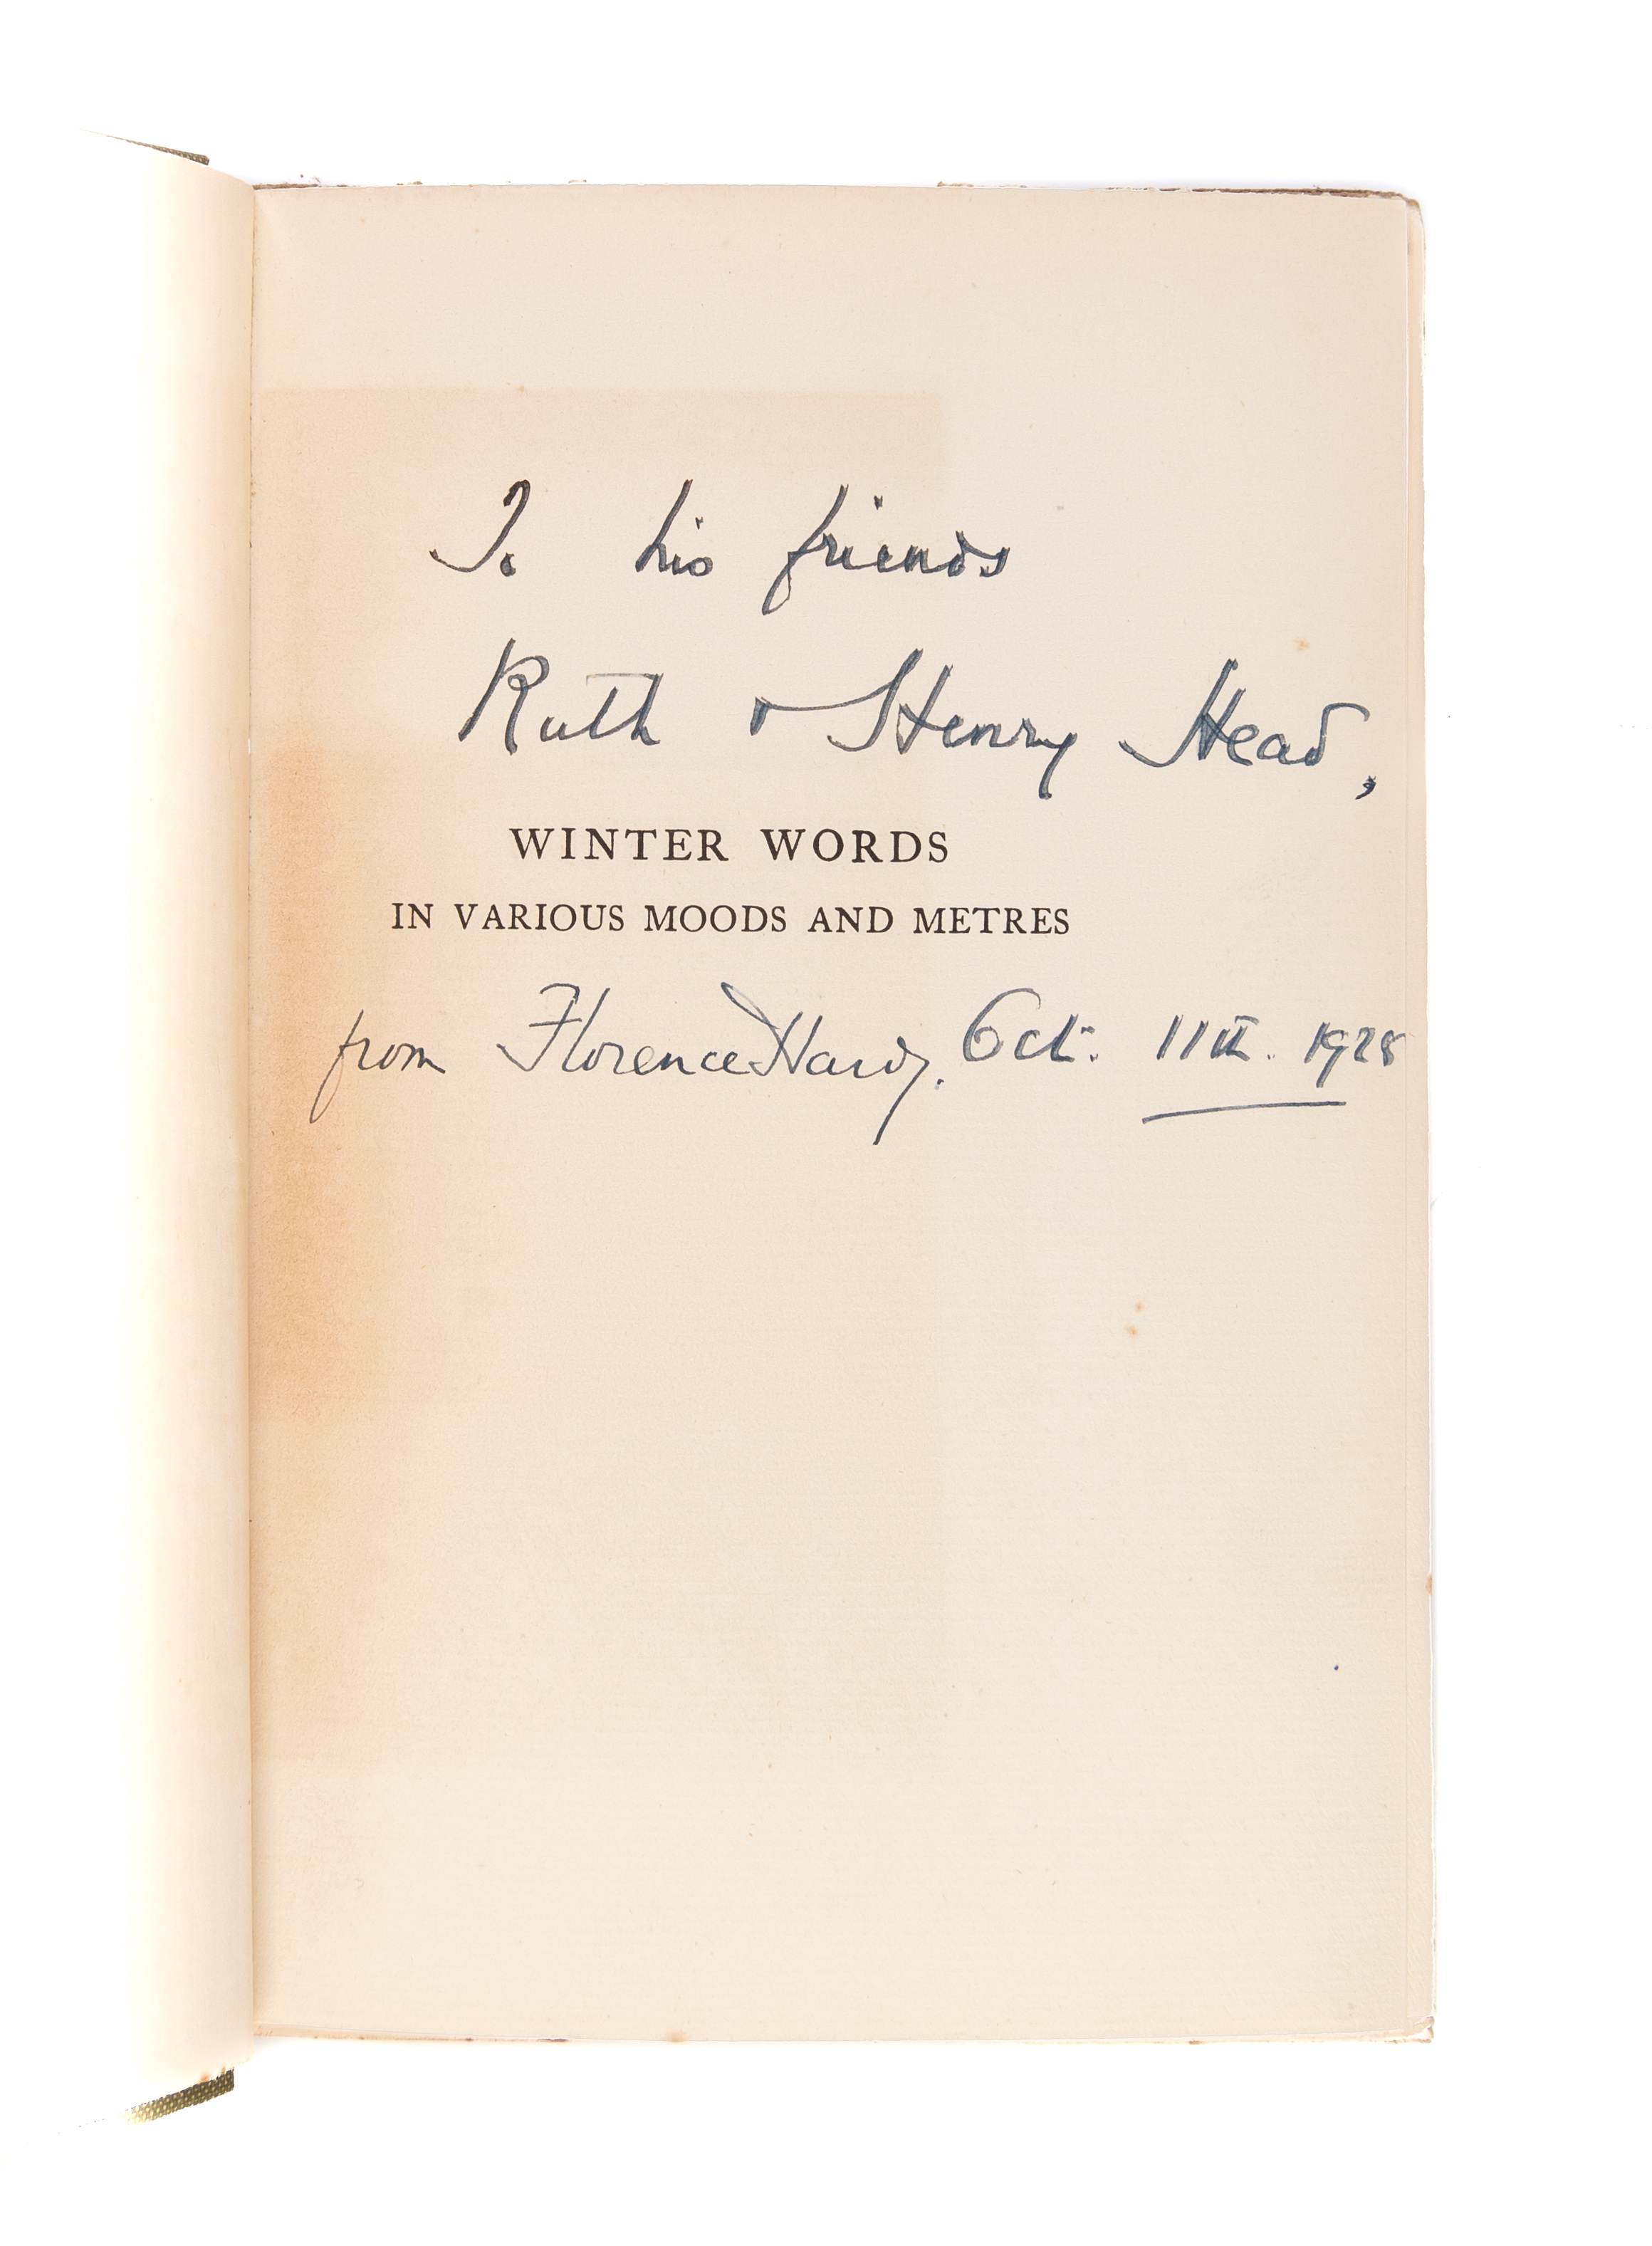 To his friends
Ruth & Henry Head,
WINTER WORDS
IN VARIOUS MOODS AND METRES
from Florence Hardy. Oct: 11th. 1928